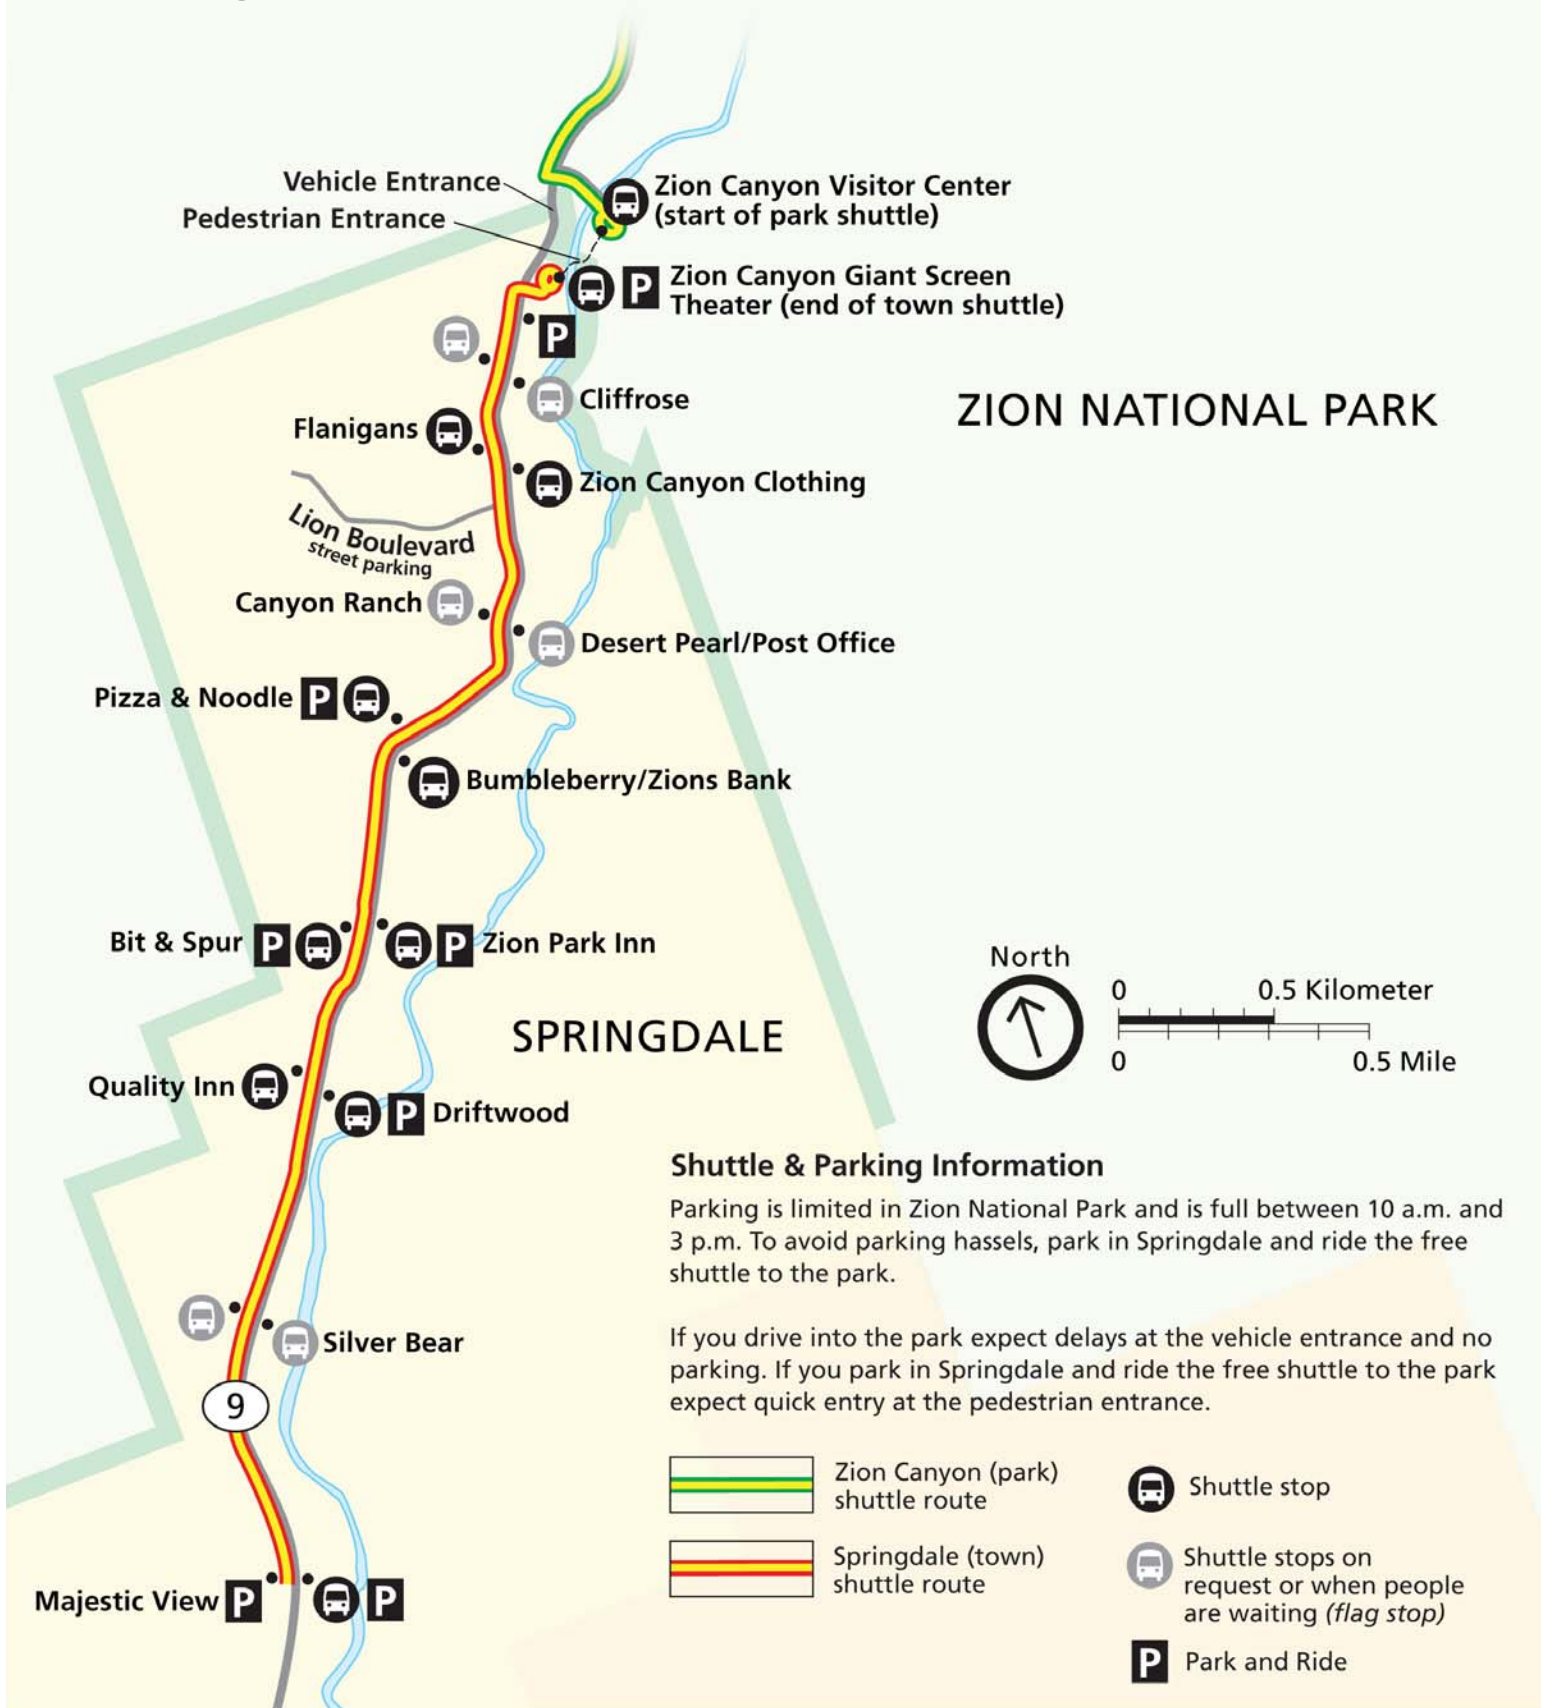 Vehicle Entrance
Pedestrian Entrance
Zion Canyon Visitor Center
(start of park shuttle)
P
Zion Canyon Giant Screen
Theater (end of town shuttle)
P
Cliffrose
ZION NATIONAL PARK
Flanigans
Zion Canyon Clothing
Lion Boulevard
street parking
Canyon Ranch
Desert Pearl/Post Office
Pizza & Noodle P
Bumbleberry/Zions Bank
Bit & Spur P
P Zion Park Inn
SPRINGDALE
North
0 0.5 Kilometer
0 0.5 Mile
Quality Inn
P Driftwood
Shuttle & Parking Information
Parking is limited in Zion National Park and is full between 10 a.m. and
3 p.m. To avoid parking hassels, park in Springdale and ride the free
shuttle to the park.
If you drive into the park expect delays at the vehicle entrance and no
parking. If you park in Springdale and ride the free shuttle to the park
expect quick entry at the pedestrian entrance.
Silver Bear
9
Majestic View P
P
Zion Canyon (park)
shuttle route
Springdale (town)
shuttle route
Shuttle stop
Shuttle stops on
request or when people
are waiting (flag stop)
P Park and Ride